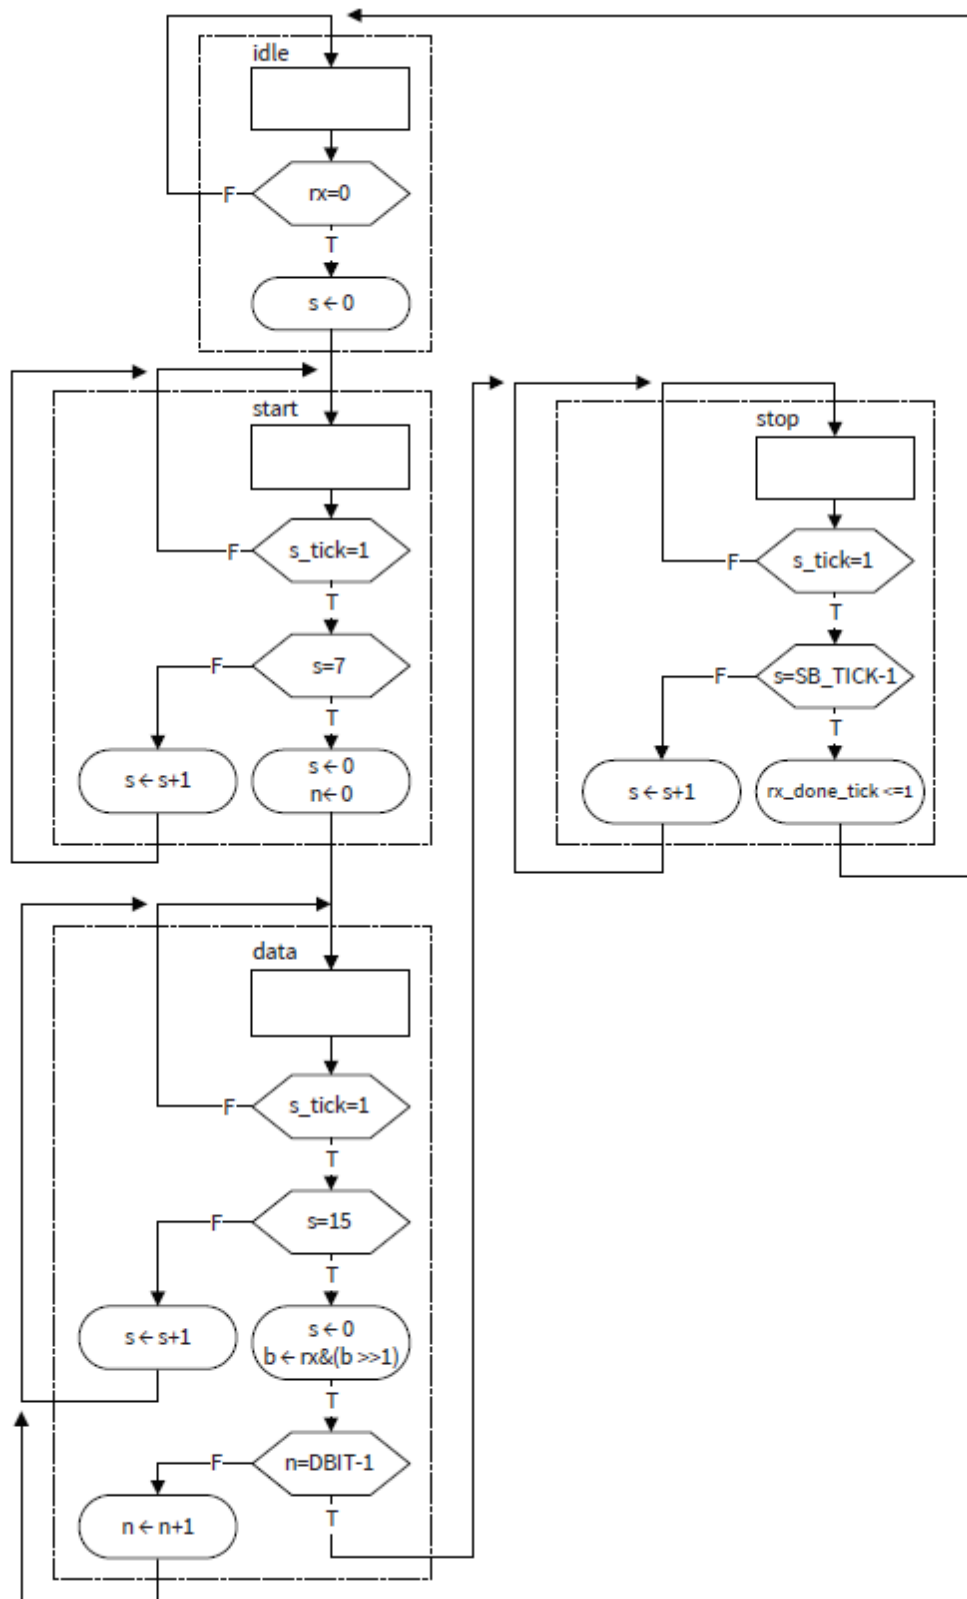 idle
rx=0
F
T
s ← 0
start
s_tick=1
F
T
s=7
F
T
s ← s+1
s ← 0
n← 0
data
s_tick=1
F
T
s=15
F
T
s ← s+1
s ← 0
b ← rx&(b >>1)
T
n=DBIT-1
F
T
n ← n+1
stop
s_tick=1
F
T
s=SB_TICK-1
F
T
s ← s+1
rx_done_tick <=1